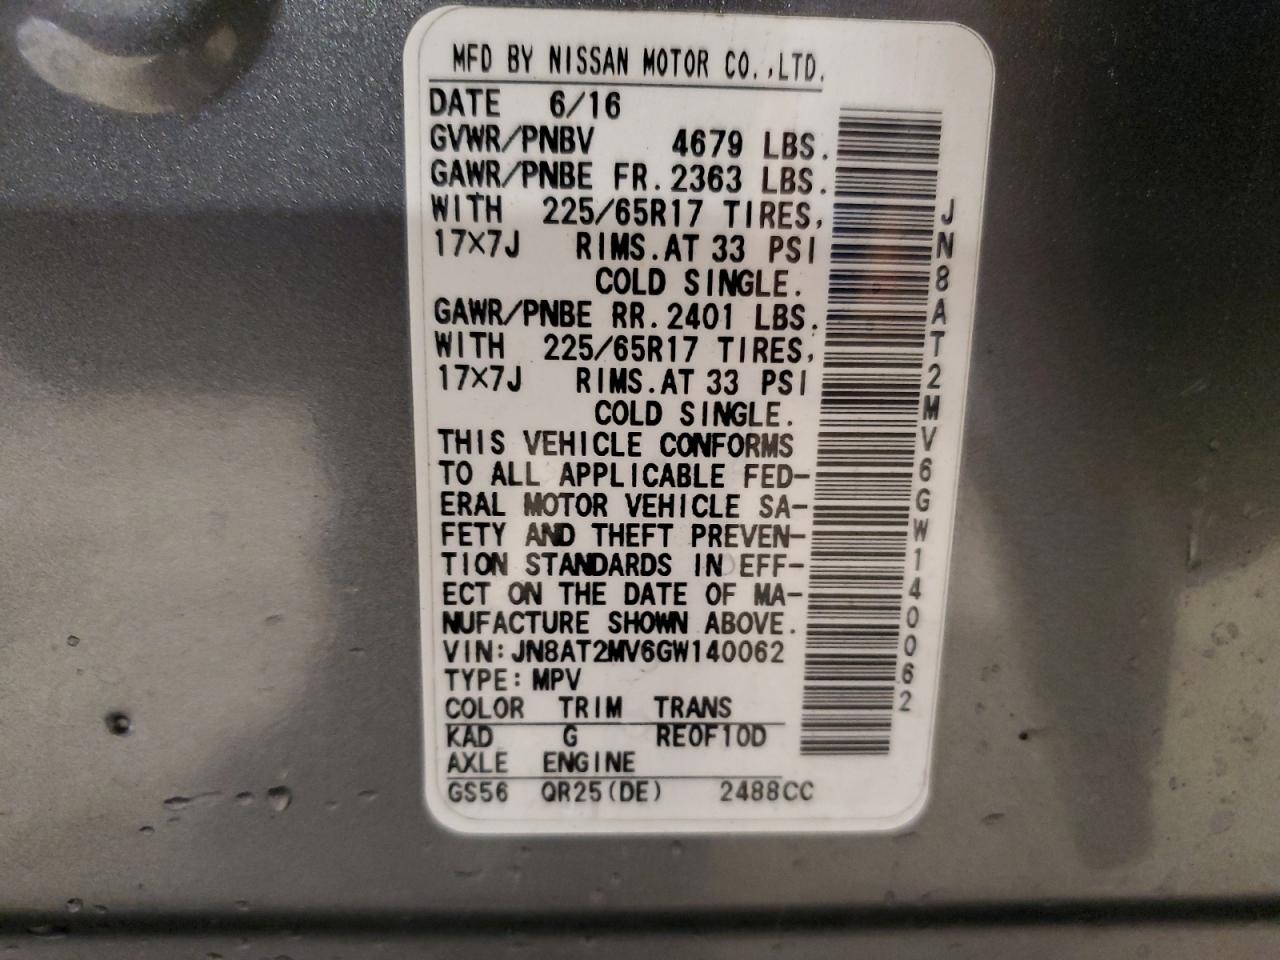 MFD BY NISSAN MOTOR CO.,LTD.
DATE 6/16
GVWR/PNBV 4679 LBS.
GAWR/PNBE FR. 2363 LBS.
WITH 225/65R17 TIRES,
17X7J RIMS. AT 33 PSI
COLD SINGLE.
GAWR/PNBE RR. 2401 LBS.
WITH 225/65R17 TIRES,
17X7J RIMS. AT 33 PSI
COLD SINGLE.
THIS VEHICLE CONFORMS
TO ALL APPLICABLE FED-
ERAL MOTOR VEHICLE SA-
FETY AND THEFT PREVEN-
TION STANDARDS IN EFF-
ECT ON THE DATE OF MA-
NUFACTURE SHOWN ABOVE.
VIN: JN8AT2MV6GW140062
TYPE: MPV
COLOR TRIM TRANS
KAD G RE0F10D
AXLE ENGINE
GS56 QR25(DE) 2488CC
JN8AT2MV6GW140062